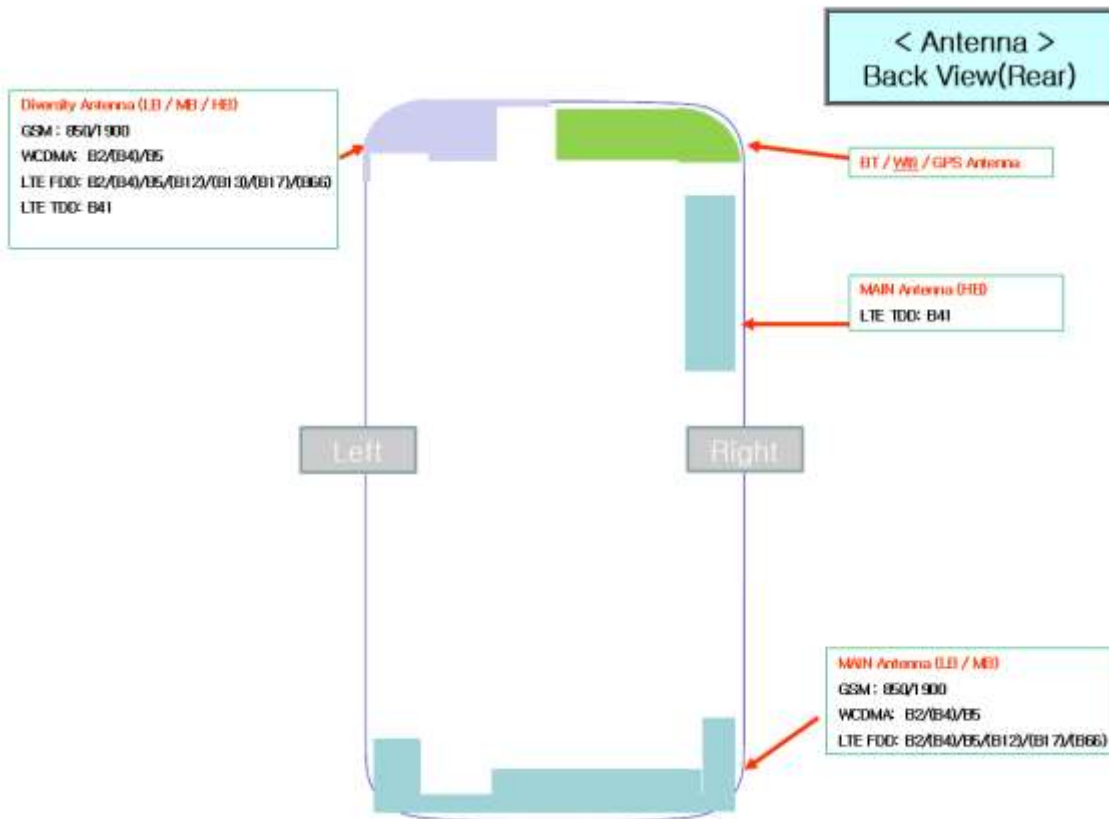 < Antenna >
Back View(Rear)
Diversity Antenna (LB / MB / HB)
GSM : 850/1900
WCDMA: B2/(B4)/B5
LTE FDD: B2/(B4)/B5/(B12)/(B13)/(B17)/(B66)
LTE TDD: B41
BT / Wifi / GPS Antenna
MAIN Antenna (HB)
LTE TDD: B41
Left
Right
MAIN Antenna (LB / MB)
GSM : 850/1900
WCDMA: B2/(B4)/B5
LTE FDD: B2/(B4)/B5/(B12)/(B17)/(B66)